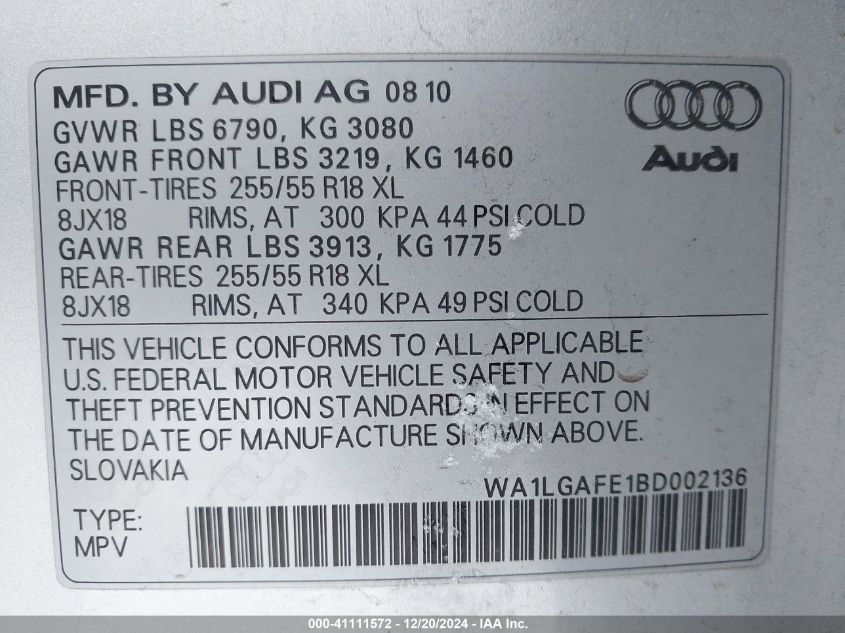 MFD. BY AUDI AG 08 10
GVWR LBS 6790, KG 3080
GAWR FRONT LBS 3219, KG 1460
FRONT-TIRES 255/55 R18 XL
8JX18 RIMS, AT 300 KPA 44 PSI COLD
GAWR REAR LBS 3913, KG 1775
REAR-TIRES 255/55 R18 XL
8JX18 RIMS, AT 340 KPA 49 PSI COLD
Audi
THIS VEHICLE CONFORMS TO ALL APPLICABLE
U.S. FEDERAL MOTOR VEHICLE SAFETY AND
THEFT PREVENTION STANDARDS IN EFFECT ON
THE DATE OF MANUFACTURE SHOWN ABOVE.
SLOVAKIA
WA1LGAFE1BD002136
TYPE:
MPV
000-41111572 - 12/20/2024 - IAA Inc.